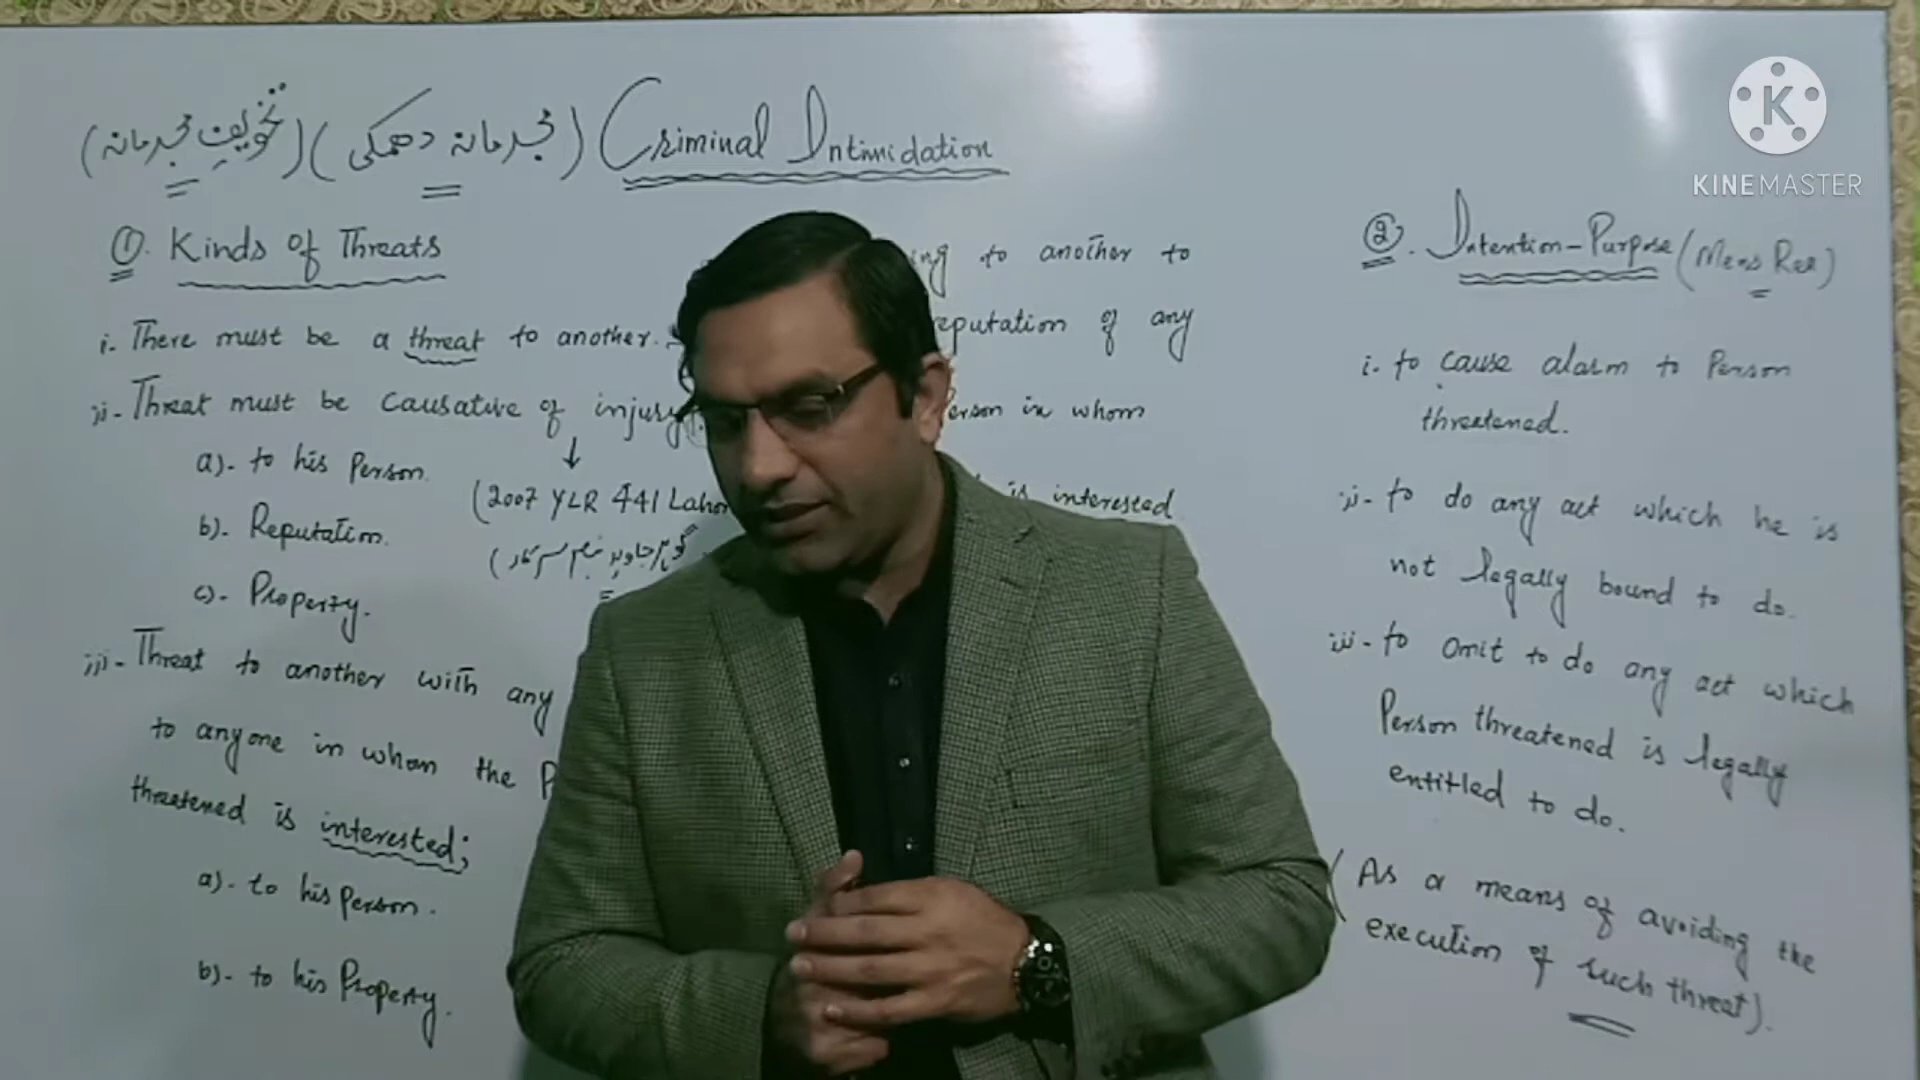 (تخویفِ مجرمانہ) (مجرمانہ دھمکی) Criminal Intimidation
KINEMASTER
①. Kinds of Threats
i- There must be a threat to another.
ii- Threat must be causative of injury
a)- to his Person.
b)- Reputation.
c)- Property.
(2007 YLR 441 Lahor
iii- Threat to another with any
to anyone in whom the P
threatened is interested;
a)- to his person.
b)- to his Property.
ing to another to
reputation of any
erson in whom
is interested.
②. Intention-Purpose (Mens Rea)
i- to cause alarm to Person
threatened.
ii- to do any act which he is
not legally bound to do.
iii- to omit to do any act which
Person threatened is legally
entitled to do.
(As a means of avoiding the
execution of such threat).